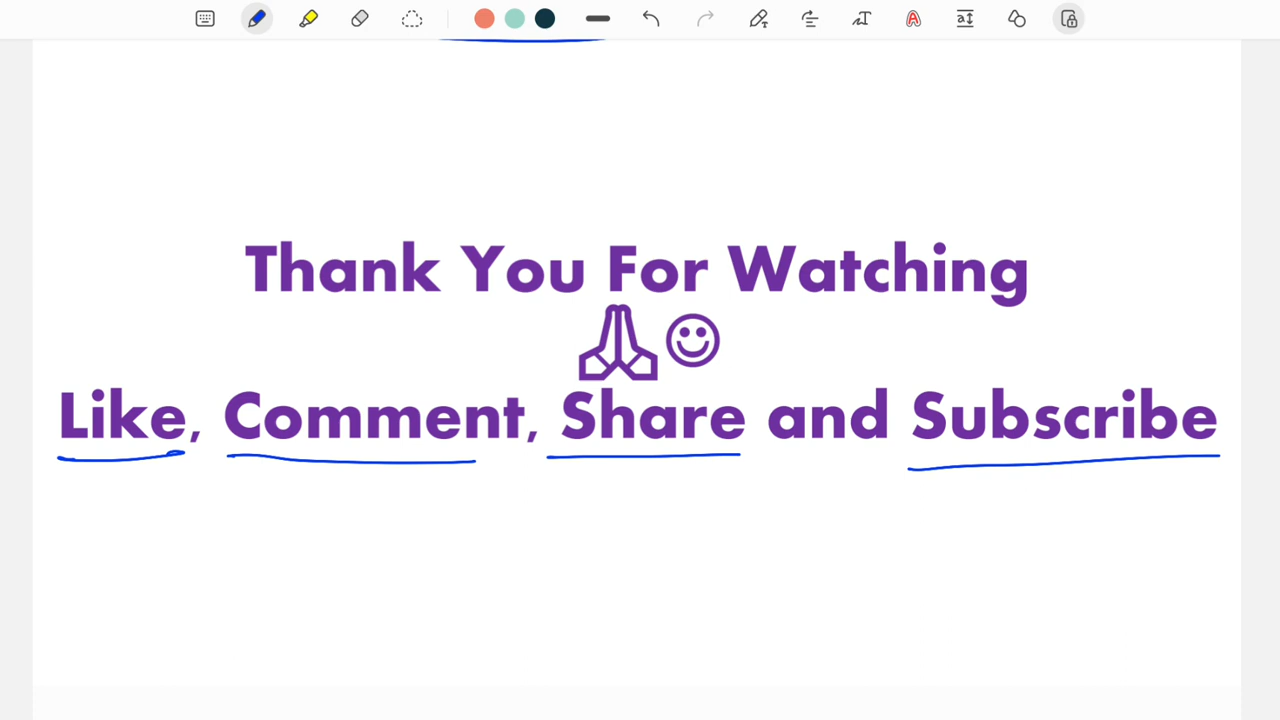 Thank You For Watching
🙏☺
Like, Comment, Share and Subscribe